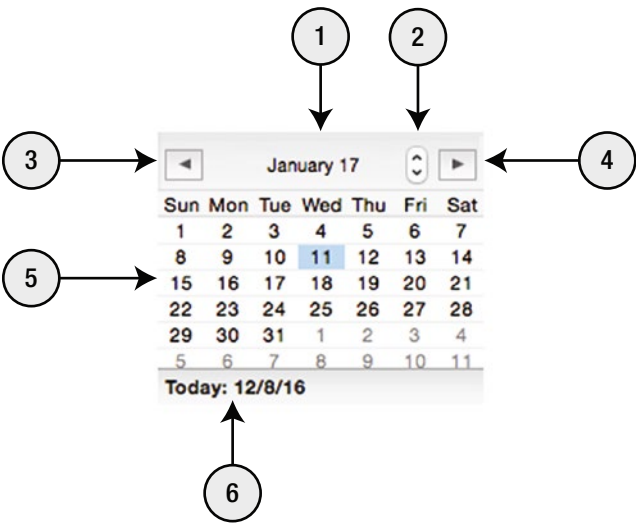 1 2
3 January 17 4
Sun Mon Tue Wed Thu Fri Sat
1 2 3 4 5 6 7
8 9 10 11 12 13 14
5 15 16 17 18 19 20 21
22 23 24 25 26 27 28
29 30 31 1 2 3 4
5 6 7 8 9 10 11
Today: 12/8/16
6